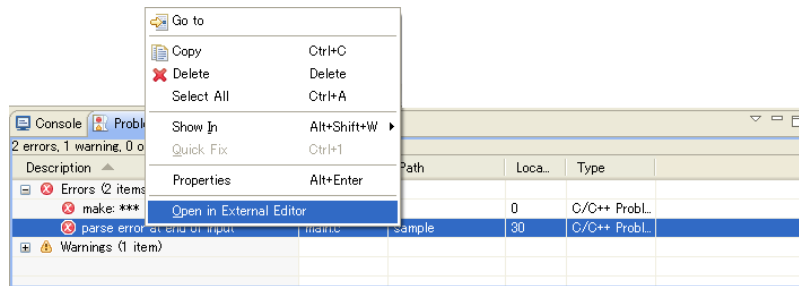 Go to
Copy Ctrl+C
Delete Delete
Select All Ctrl+A
Show In Alt+Shift+W
Quick Fix Ctrl+1
Properties Alt+Enter
Open in External Editor
Console
2 errors, 1 warning, 0 o
Description Path Loca... Type
Errors (2 items
make: *** 0 C/C++ Probl...
parse error at end of input main.c sample 30 C/C++ Probl...
Warnings (1 item)